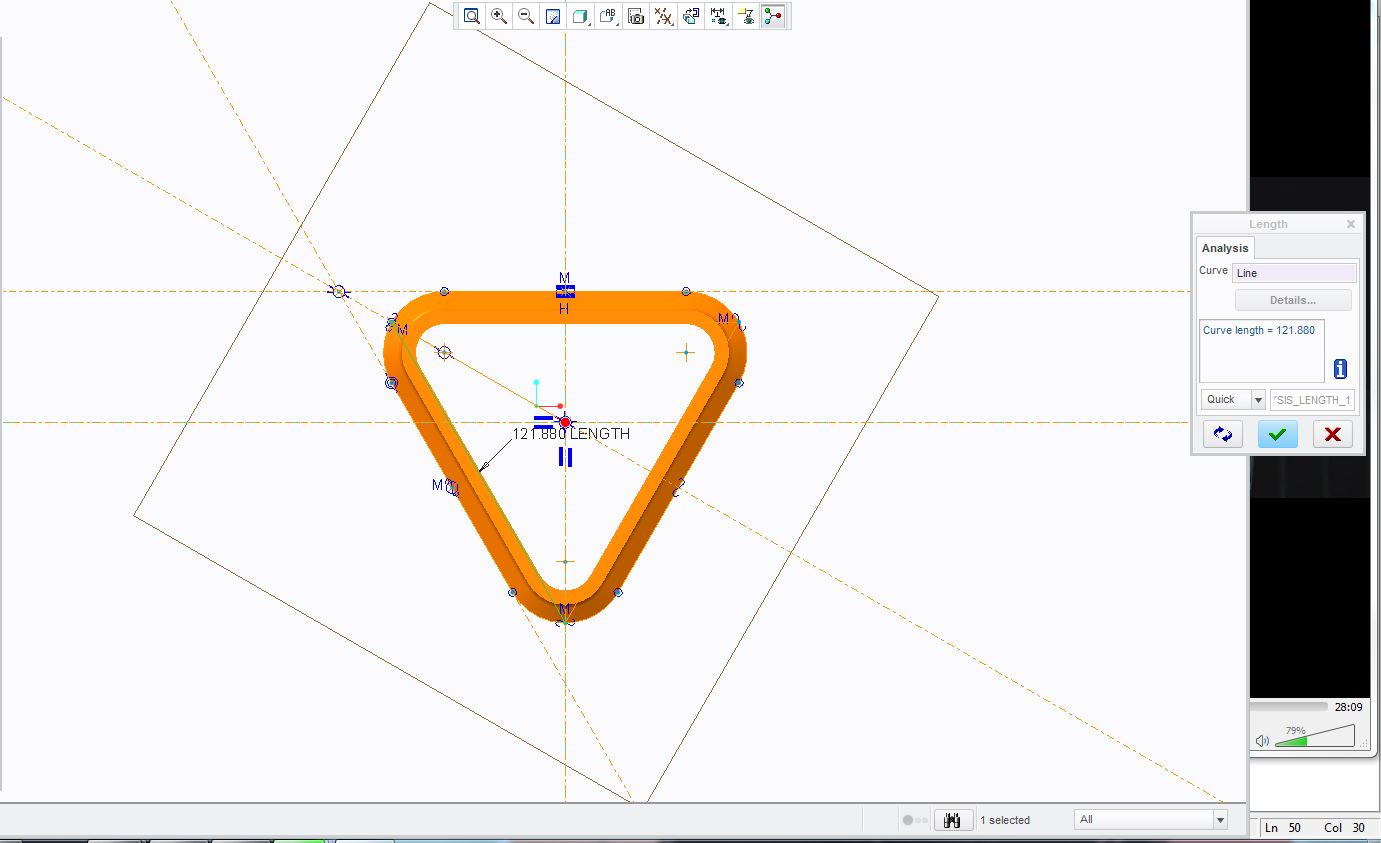 AB
Length
Analysis
Curve Line
Details...
Curve length = 121.880
Quick SIS_LENGTH_1
M
H
M
M
121.880 LENGTH
M
M
28:09
79%
1 selected
All
Ln 50 Col 30